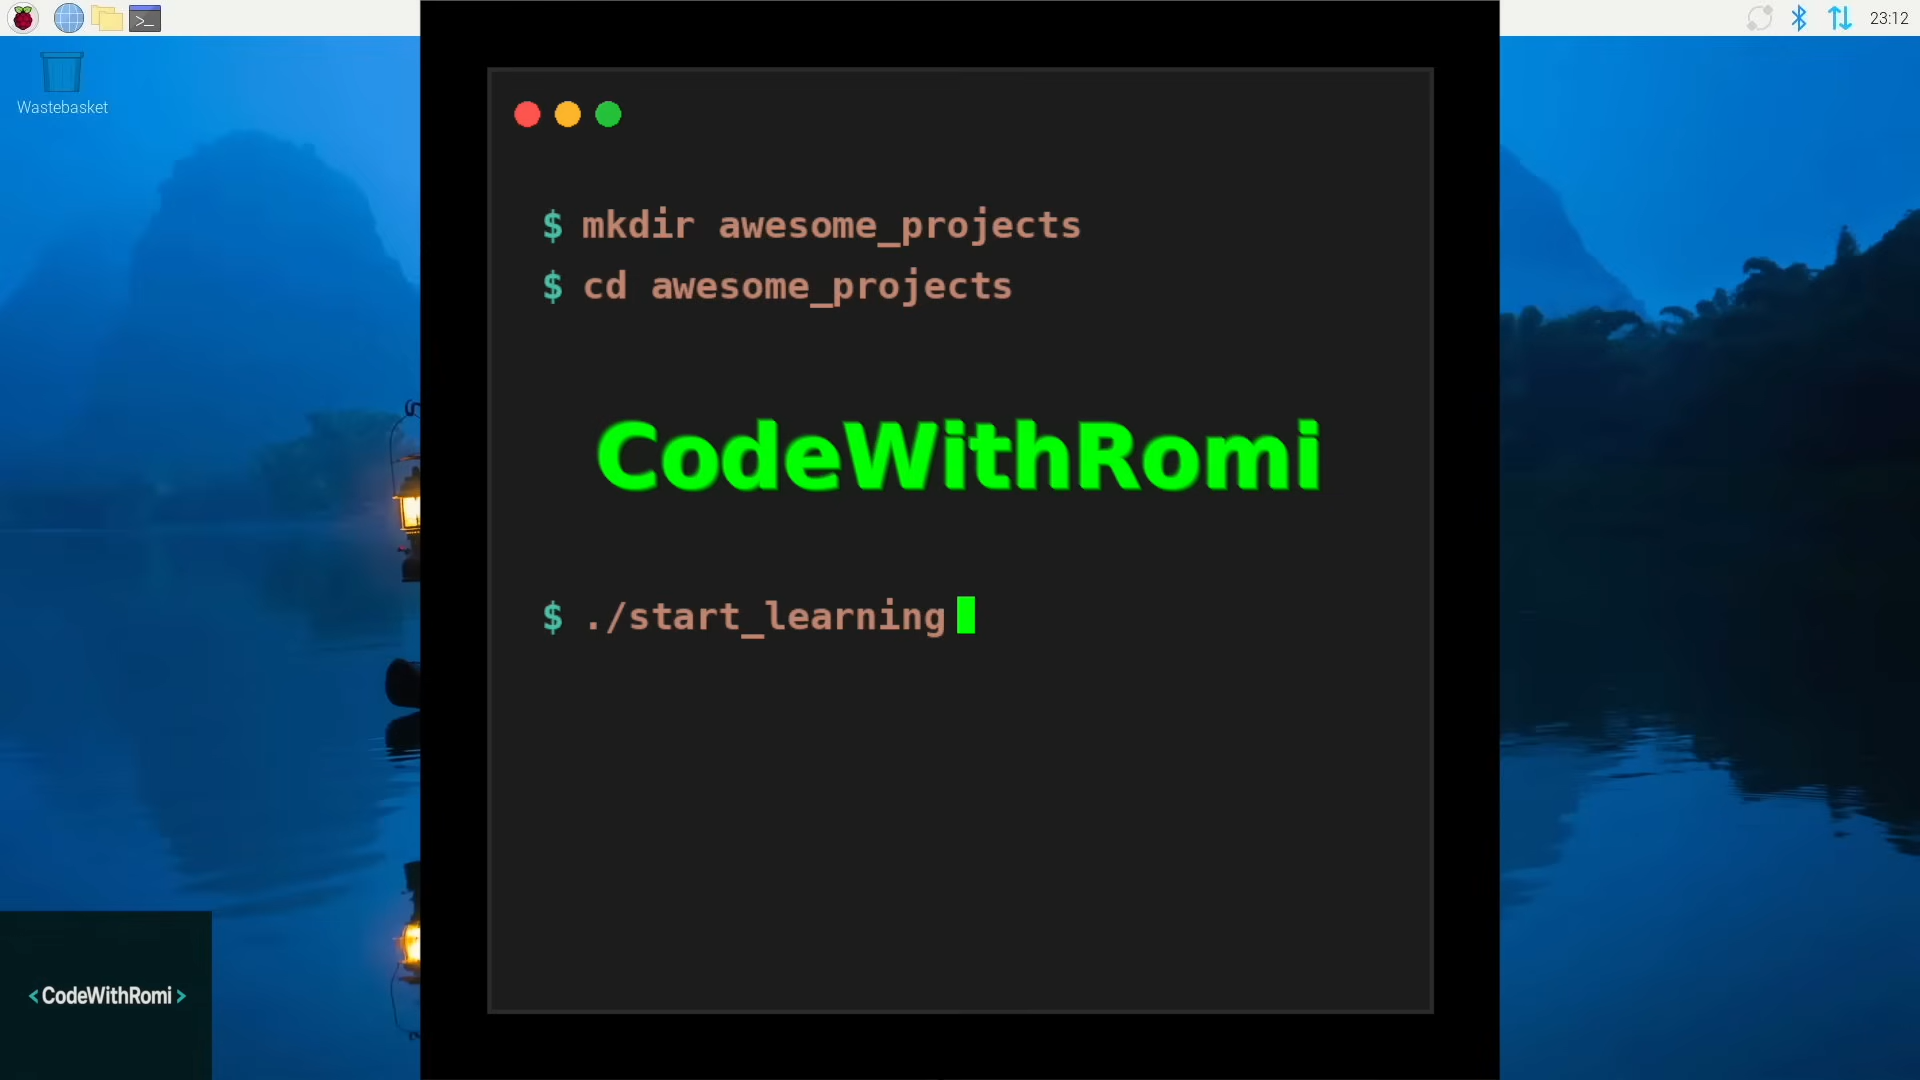 23:12
Wastebasket
$ mkdir awesome_projects
$ cd awesome_projects
CodeWithRomi
$ ./start_learning
<CodeWithRomi>